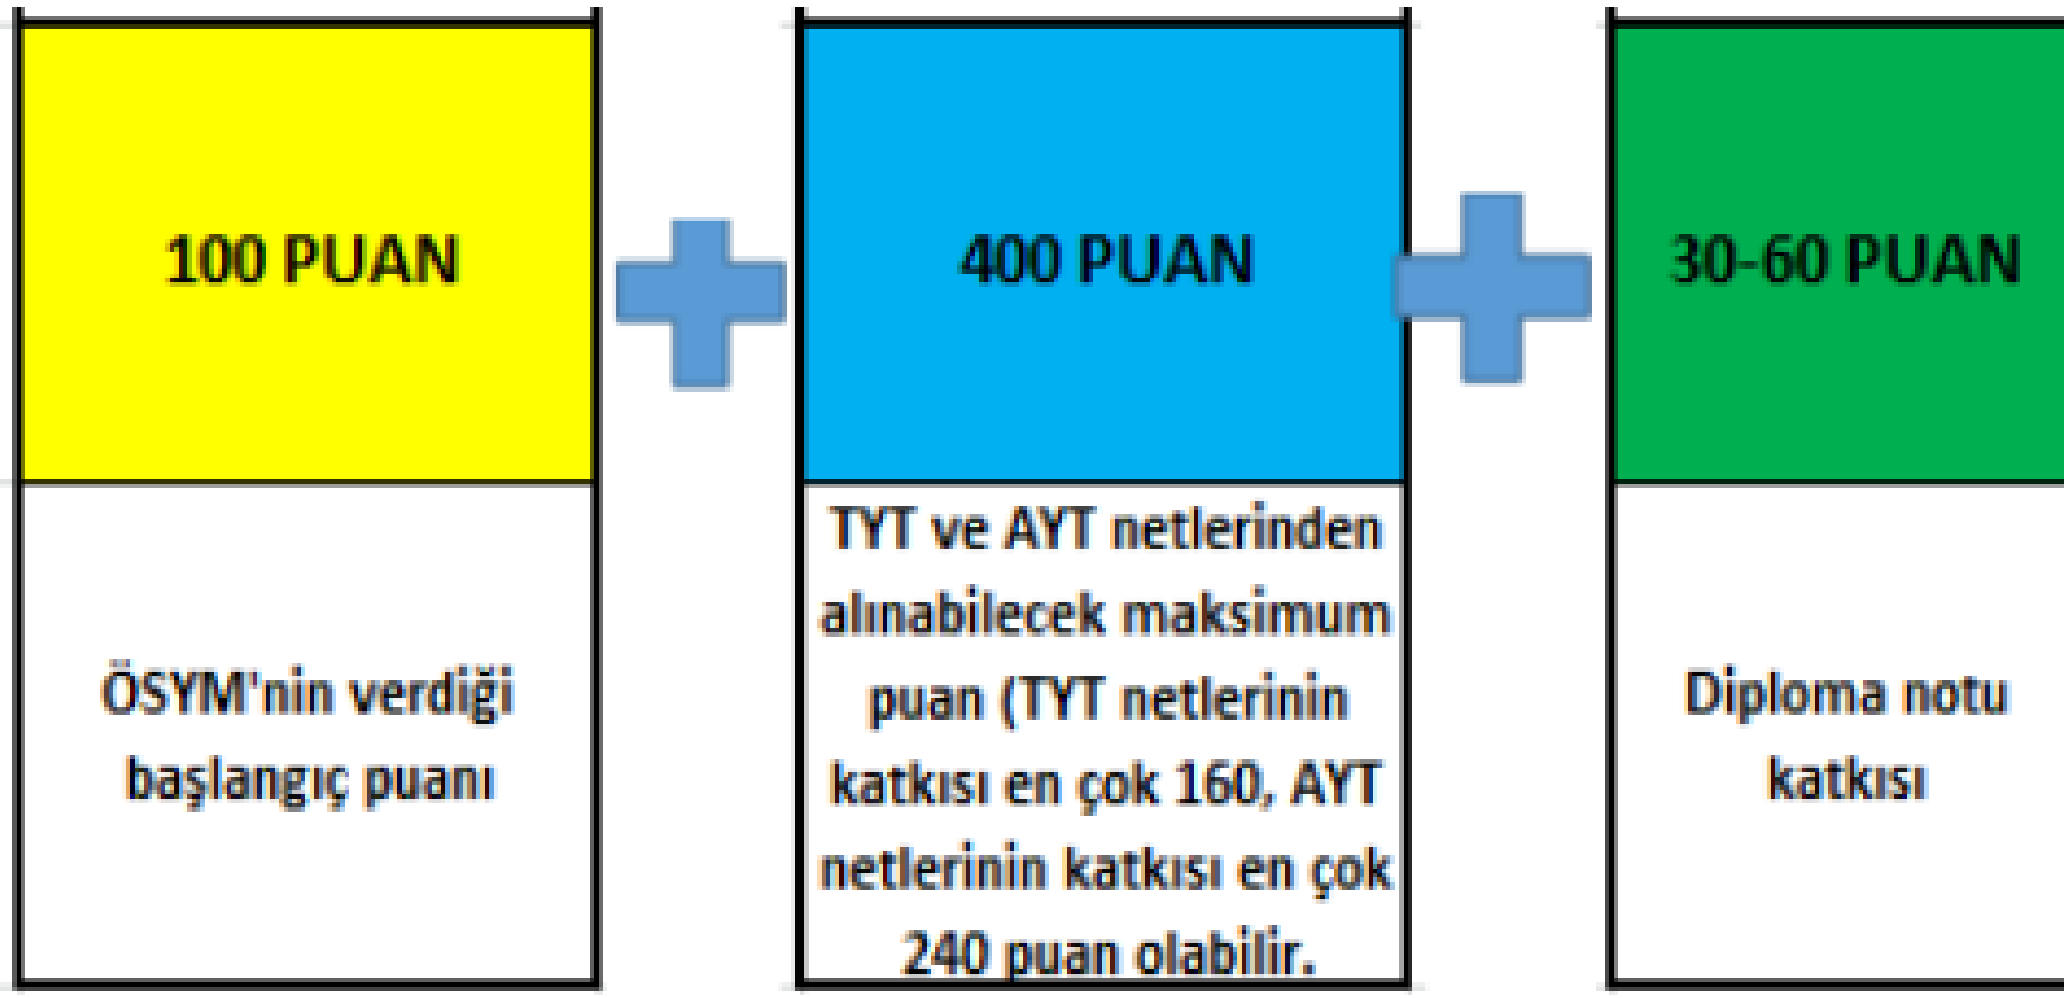 100 PUAN
400 PUAN
30-60 PUAN
ÖSYM'nin verdiği
başlangıç puanı
TYT ve AYT netlerinden
alınabilecek maksimum
puan (TYT netlerinin
katkısı en çok 160, AYT
netlerinin katkısı en çok
240 puan olabilir.
Diploma notu
katkısı